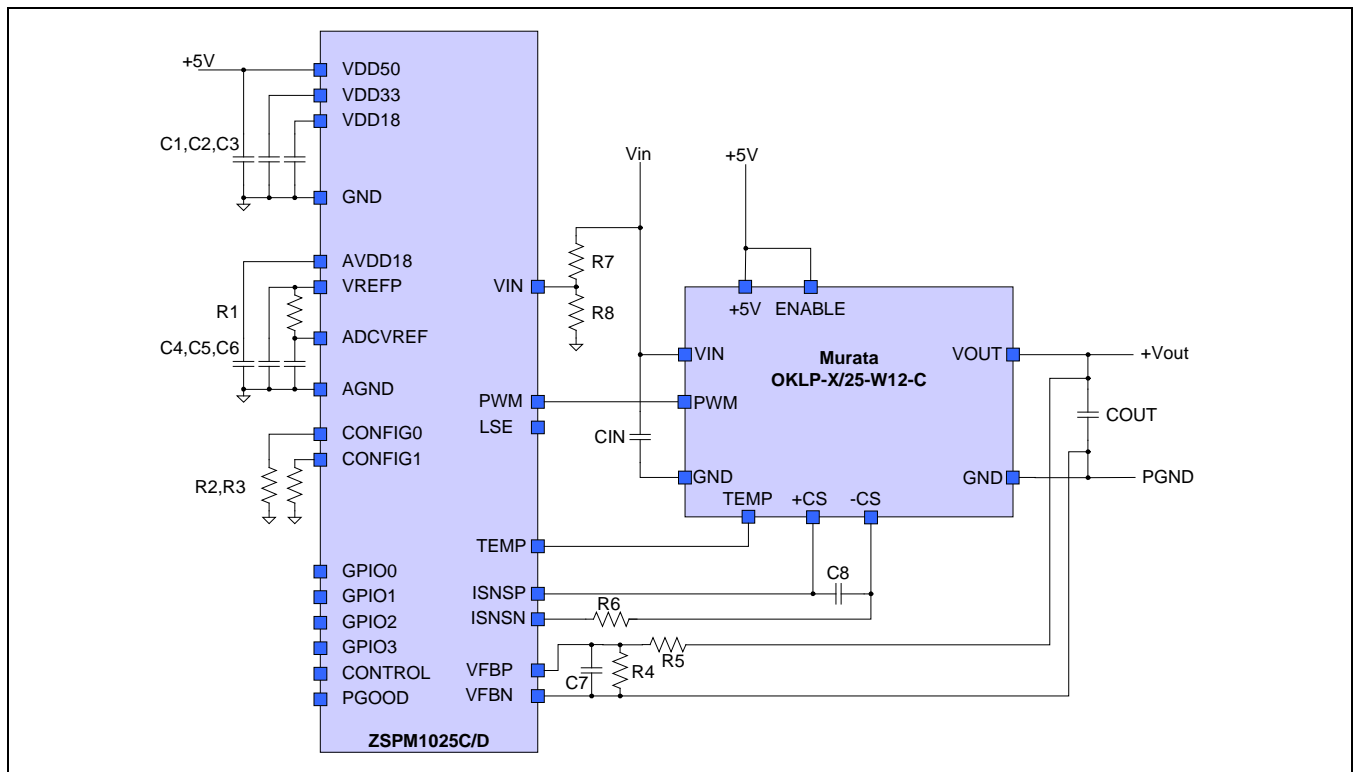 +5V
VDD50
VDD33
VDD18
C1,C2,C3
GND
AVDD18
VREFP
R1
ADCVREF
C4,C5,C6
AGND
CONFIG0
CONFIG1
R2,R3
GPIO0
GPIO1
GPIO2
GPIO3
CONTROL
PGOOD
VIN
PWM
LSE
TEMP
ISNSP
ISNSN
VFBP
VFBN
ZSPM1025C/D
Vin
R7
R8
CIN
+5V
+5V
ENABLE
VIN
PWM
GND
Murata
OKLP-X/25-W12-C
VOUT
GND
TEMP
+CS
-CS
+Vout
COUT
PGND
C8
R6
R5
C7
R4